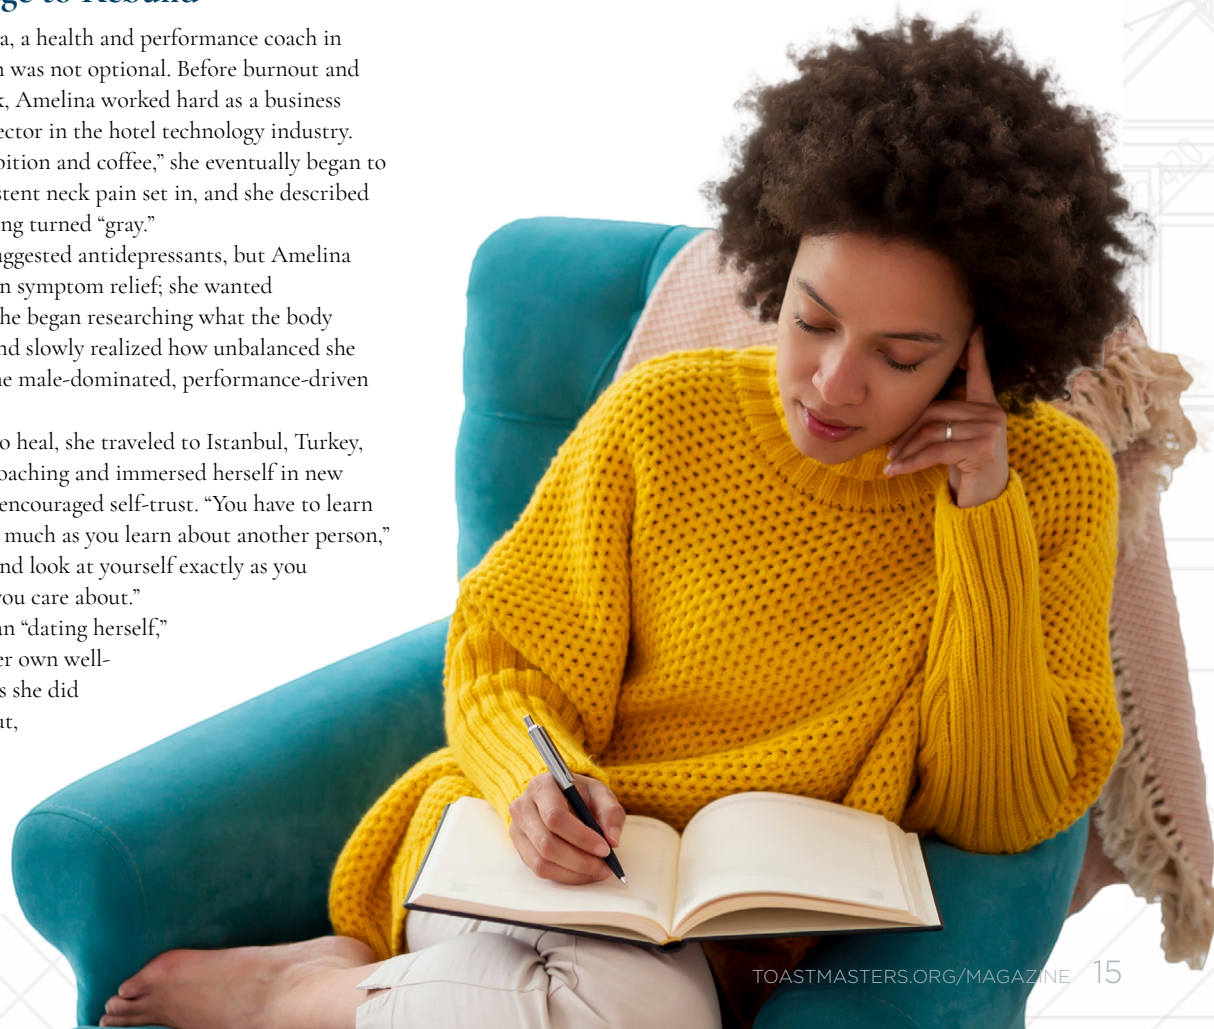 to Rebuild
a, a health and performance coach in
was not optional. Before burnout and
, Amelina worked hard as a business
ector in the hotel technology industry.
bition and coffee,” she eventually began to
stent neck pain set in, and she described
ng turned “gray.”
ggested antidepressants, but Amelina
n symptom relief; she wanted
he began researching what the body
nd slowly realized how unbalanced she
e male-dominated, performance-driven
o heal, she traveled to Istanbul, Turkey,
oaching and immersed herself in new
encouraged self-trust. “You have to learn
much as you learn about another person,”
nd look at yourself exactly as you
you care about.”
an “dating herself,”
er own well-
s she did
ut,
420
TOASTMASTERS.ORG/MAGAZINE 15